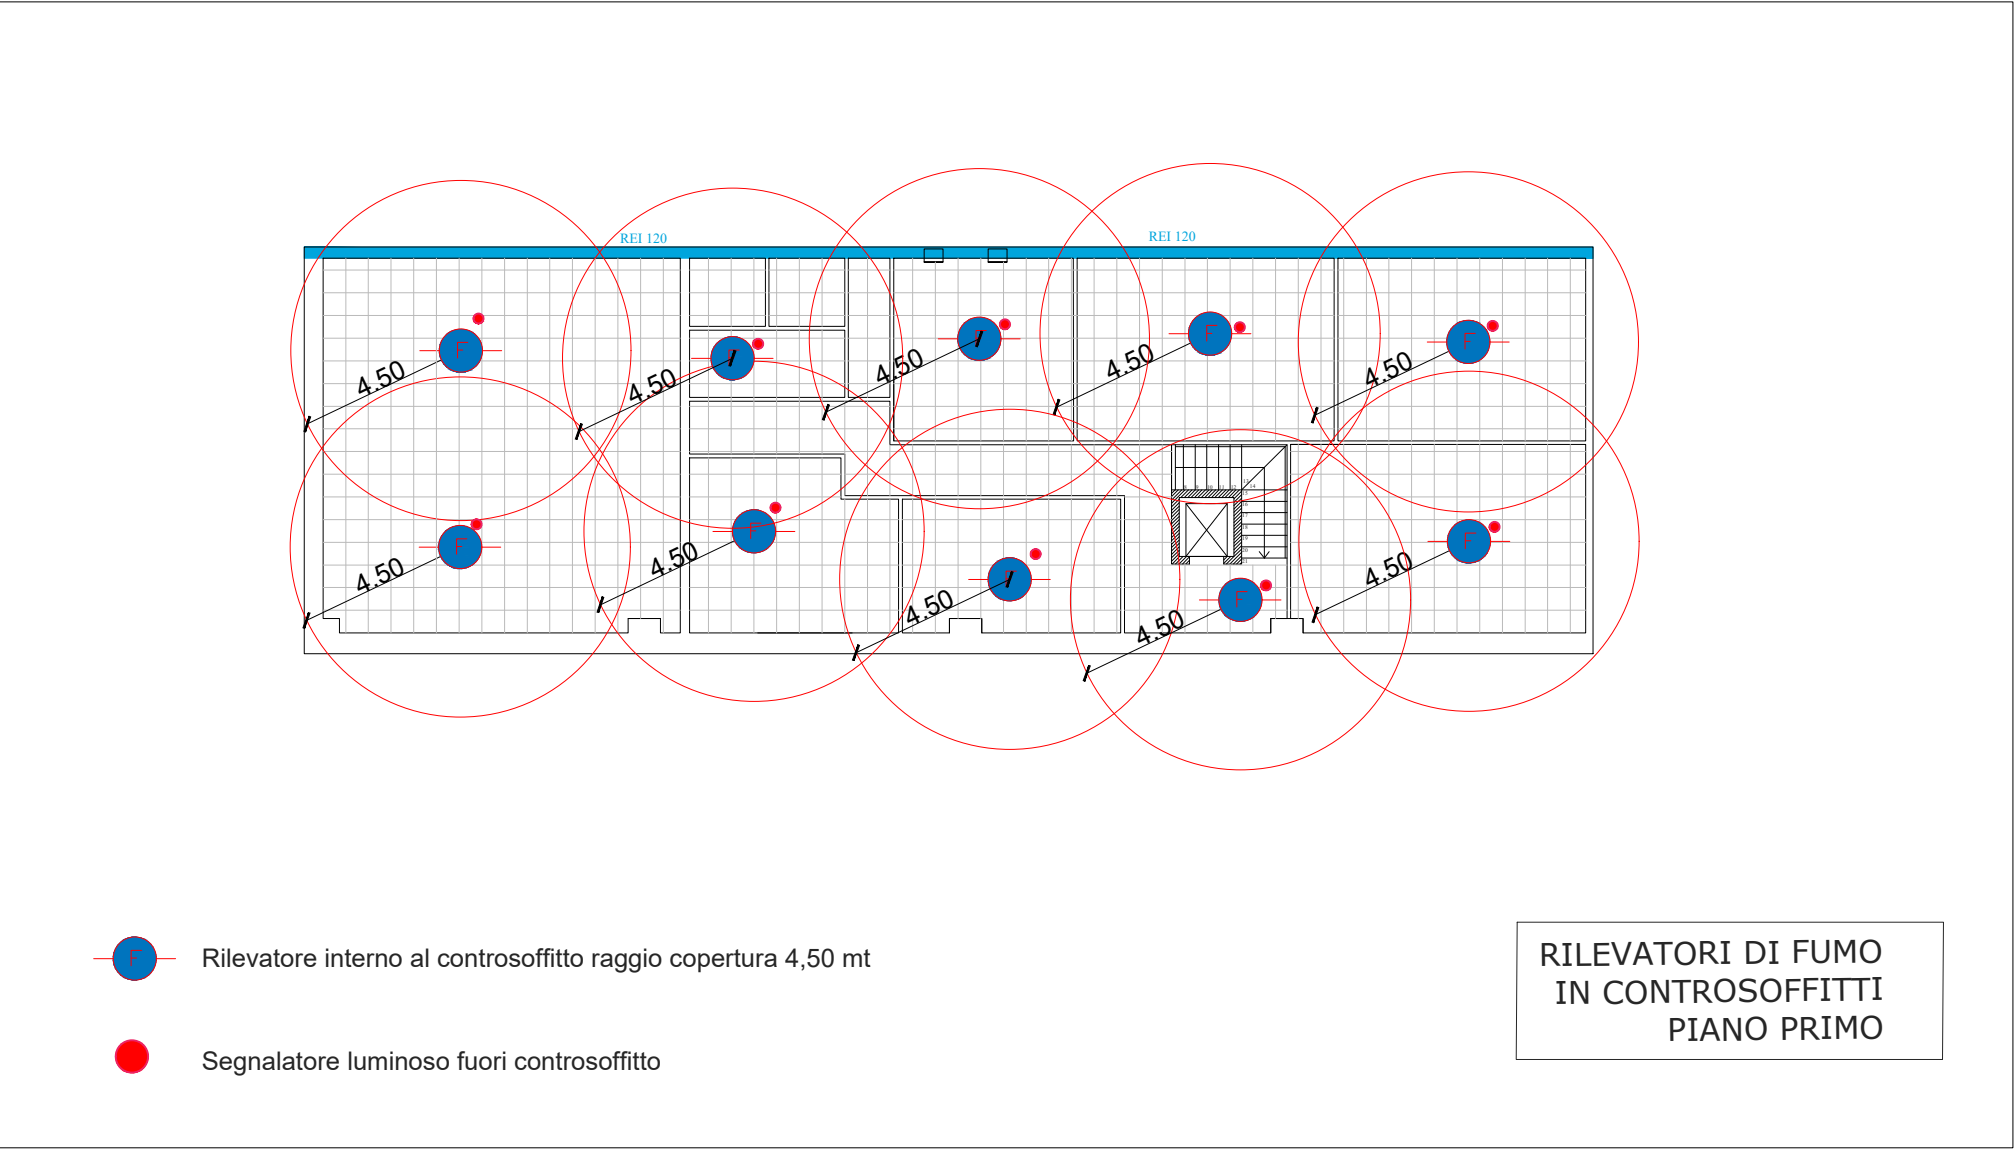 REI 120
REI 120
4.50
4.50
4.50
4.50
4.50
4.50
4.50
4.50
4.50
4.50
F
F
F
F
F
F
F
F Rilevatore interno al controsoffitto raggio copertura 4,50 mt
Segnalatore luminoso fuori controsoffitto
RILEVATORI DI FUMO
IN CONTROSOFFITTI
PIANO PRIMO